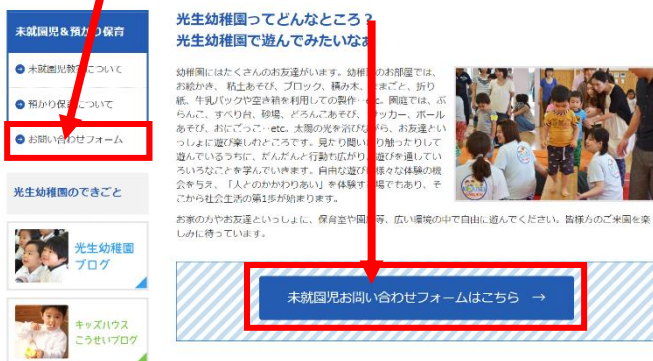 未就園児&預かり保育
未就園児教
ついて
預かり保
ついて
お問い合わせフォーム
光生幼稚園のできごと
光生幼稚園
ブログ
キッズハウス
こうせいブログ
光生幼稚園ってどんなところ?
光生幼稚園で遊んでみたいなぁ
幼稚園にはたくさんのお友達がいます。幼稚園のお部屋では、
お絵かき、粘土あそび、ブロック、積み木、ままごと、折り
紙、牛乳パックや空き箱を利用しての製作…etc. 園庭では、ぶ
らんこ、すべり台、砂場、どろんこあそび、サッカー、ボール
あそび、おにごっこ…etc. 太陽の光を浴びながら、お友達とい
っしょに遊び楽しむところです。見たり聞いたり触ったりして
遊んでいるうちに、だんだんと行動も広がり、遊びを通してい
ろいろなことを学んでいきます。自由な遊び
様々な体験の機
会を与え、「人とのかかわりあい」を体験す
場でもあり、そ
こから社会生活の第1歩が始まります。
お家の方やお友達といっしょに、保育室や園
等、広い環境の中で自由に遊んでください。皆様方のご来園を楽
しみに待っています。
未就園児お問い合わせフォームはこちら →